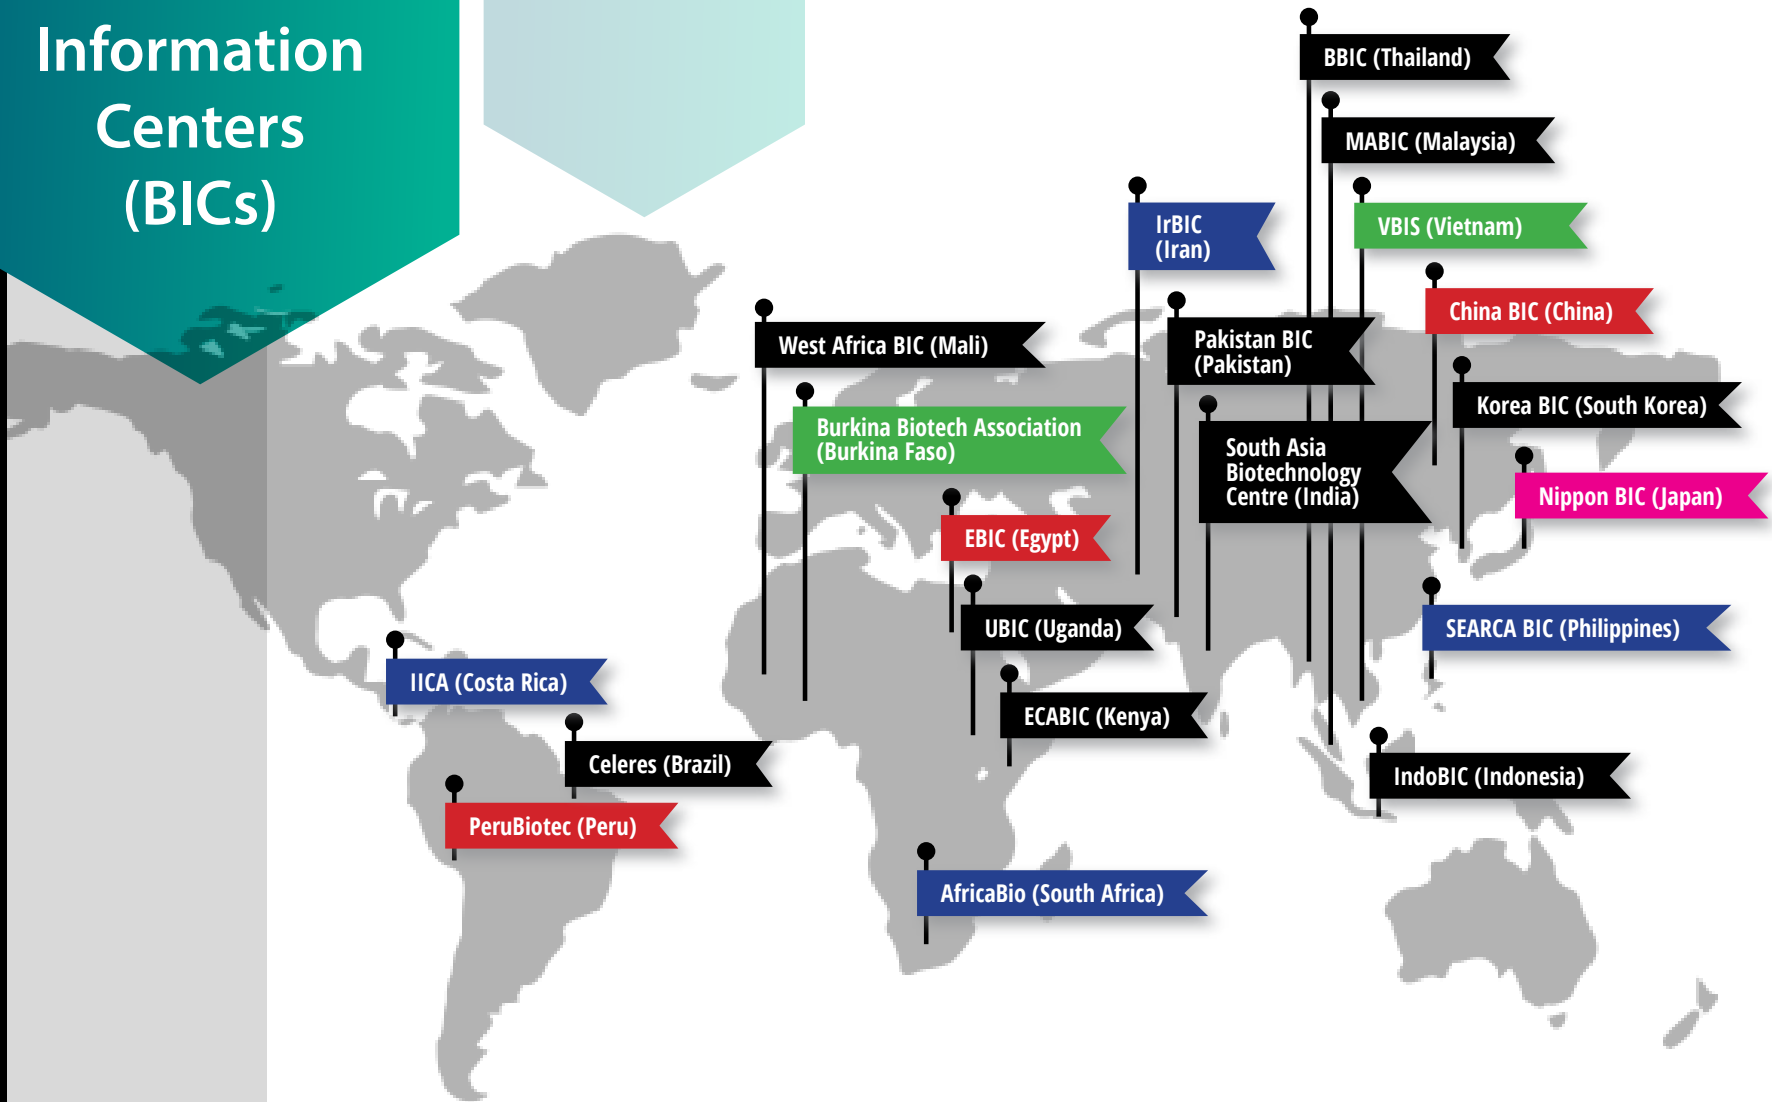 Information
Centers
(BICs)
BBIC (Thailand)
MABIC (Malaysia)
IrBIC
(Iran)
VBIS (Vietnam)
China BIC (China)
West Africa BIC (Mali)
Pakistan BIC
(Pakistan)
Korea BIC (South Korea)
Burkina Biotech Association
(Burkina Faso)
South Asia
Biotechnology
Centre (India)
Nippon BIC (Japan)
EBIC (Egypt)
UBIC (Uganda)
SEARCA BIC (Philippines)
IICA (Costa Rica)
ECABIC (Kenya)
Celeres (Brazil)
IndoBIC (Indonesia)
PeruBiotec (Peru)
AfricaBio (South Africa)